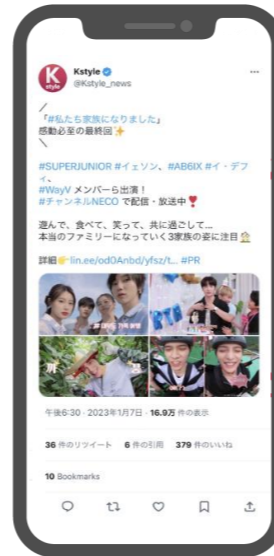 K
style
Kstyle
@Kstyle_news
／
「#私たち家族になりました」
感動必至の最終回✨
＼
#SUPERJUNIOR #イェソン、#AB6IX #イ・デフ
ィ、
#WayV メンバーら出演！
#チャンネルNECO で配信・放送中❣️
遊んで、食べて、笑って、共に過ごして...
本当のファミリーになっていく3家族の姿に注目
詳細👉lin.ee/od0Anbd/yfsz/t... #PR
午後6:30 · 2023年1月7日 · 16.9万 件の表示
36 件のリツイート 6 件の引用 379 件のいいね
10 Bookmarks